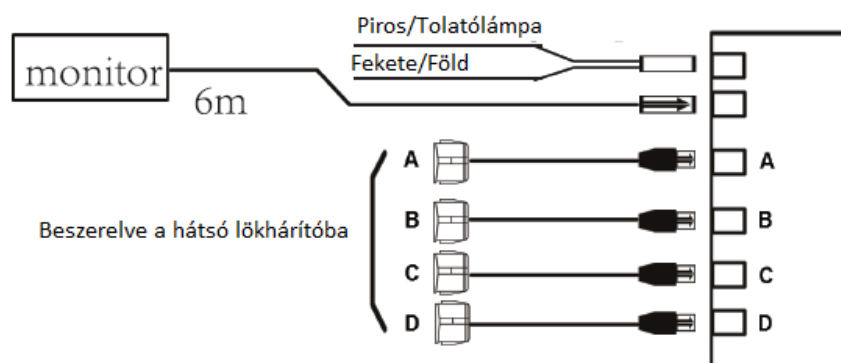 Piros/Tolatólámpa
Fekete/Föld
monitor
6m
A
A
B
B
Beszerelve a hátsó lökhárítóba
C
C
D
D